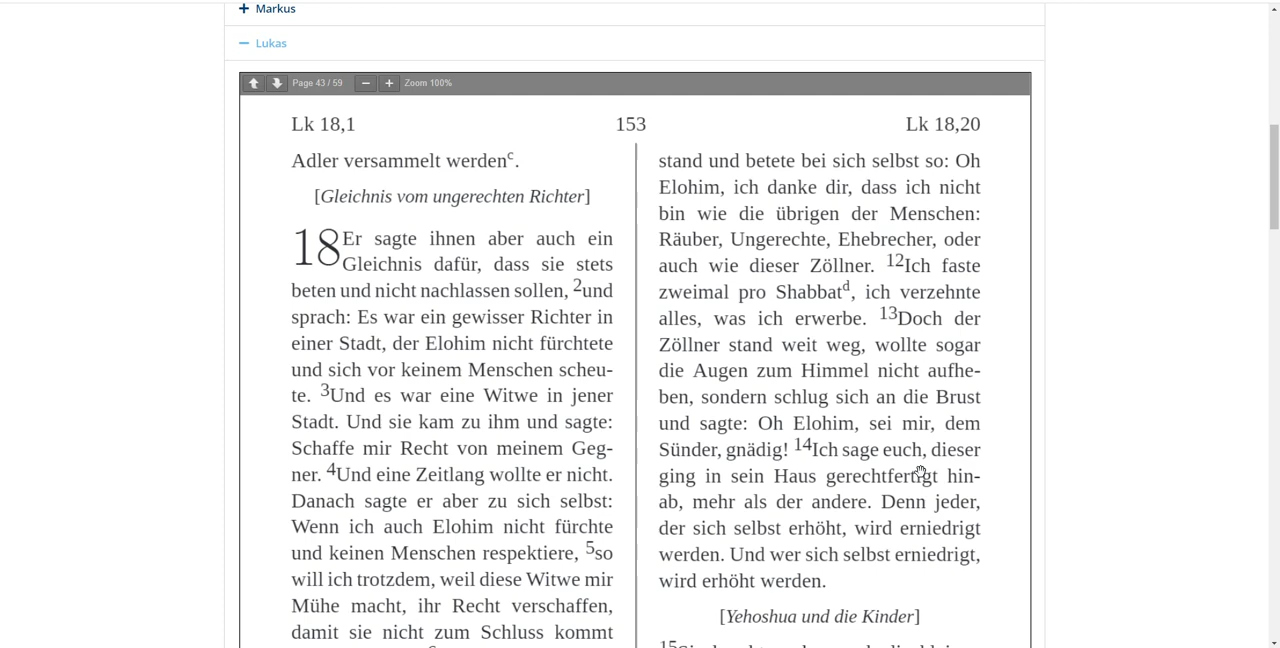 Markus
Lukas
Page 43 / 59
Zoom 100%
Lk 18,1
153
Lk 18,20
Adler versammelt werdenc.
[Gleichnis vom ungerechten Richter]
18Er sagte ihnen aber auch ein
Gleichnis dafür, dass sie stets
beten und nicht nachlassen sollen, 2und
sprach: Es war ein gewisser Richter in
einer Stadt, der Elohim nicht fürchtete
und sich vor keinem Menschen scheu-
te. 3Und es war eine Witwe in jener
Stadt. Und sie kam zu ihm und sagte:
Schaffe mir Recht von meinem Geg-
ner. 4Und eine Zeitlang wollte er nicht.
Danach sagte er aber zu sich selbst:
Wenn ich auch Elohim nicht fürchte
und keinen Menschen respektiere, 5so
will ich trotzdem, weil diese Witwe mir
Mühe macht, ihr Recht verschaffen,
damit sie nicht zum Schluss kommt
stand und betete bei sich selbst so: Oh
Elohim, ich danke dir, dass ich nicht
bin wie die übrigen der Menschen:
Räuber, Ungerechte, Ehebrecher, oder
auch wie dieser Zöllner. 12Ich faste
zweimal pro Shabbatd, ich verzehnte
alles, was ich erwerbe. 13Doch der
Zöllner stand weit weg, wollte sogar
die Augen zum Himmel nicht aufhe-
ben, sondern schlug sich an die Brust
und sagte: Oh Elohim, sei mir, dem
Sünder, gnädig! 14Ich sage euch, dieser
ging in sein Haus gerechtfertigt hin-
ab, mehr als der andere. Denn jeder,
der sich selbst erhöht, wird erniedrigt
werden. Und wer sich selbst erniedrigt,
wird erhöht werden.
[Yehoshua und die Kinder]